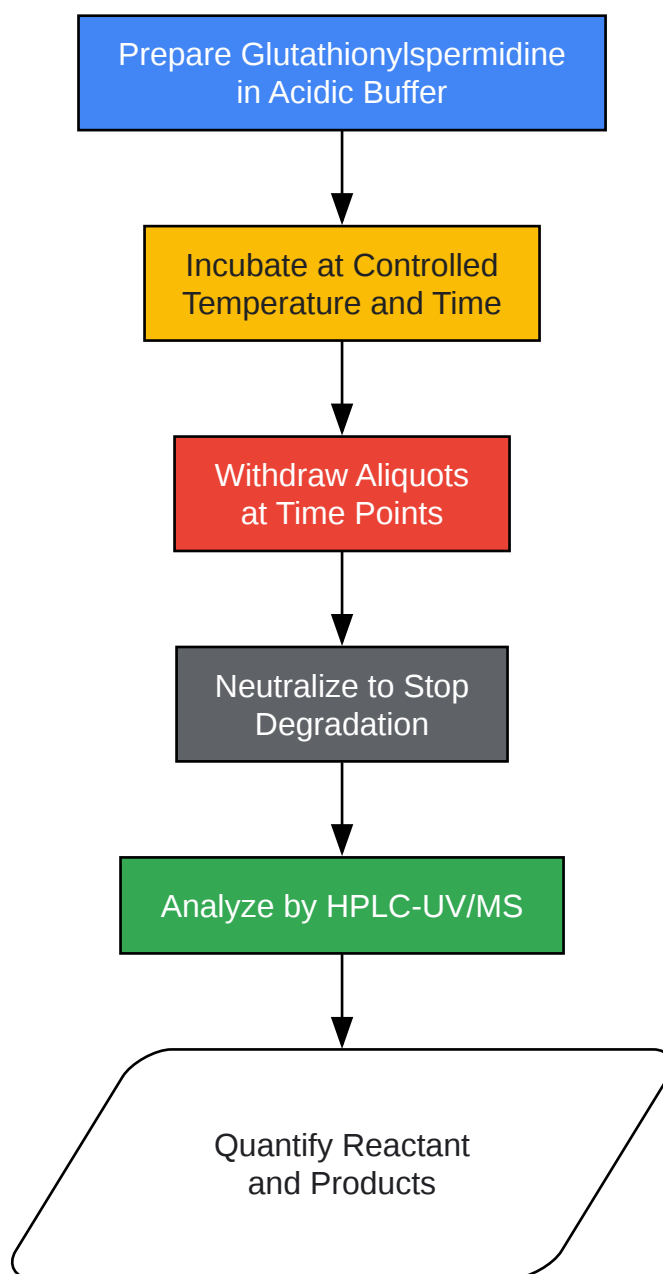 Prepare Glutathionylspermidine
in Acidic Buffer
Incubate at Controlled
Temperature and Time
Withdraw Aliquots
at Time Points
Neutralize to Stop
Degradation
Analyze by HPLC-UV/MS
Quantify Reactant
and Products